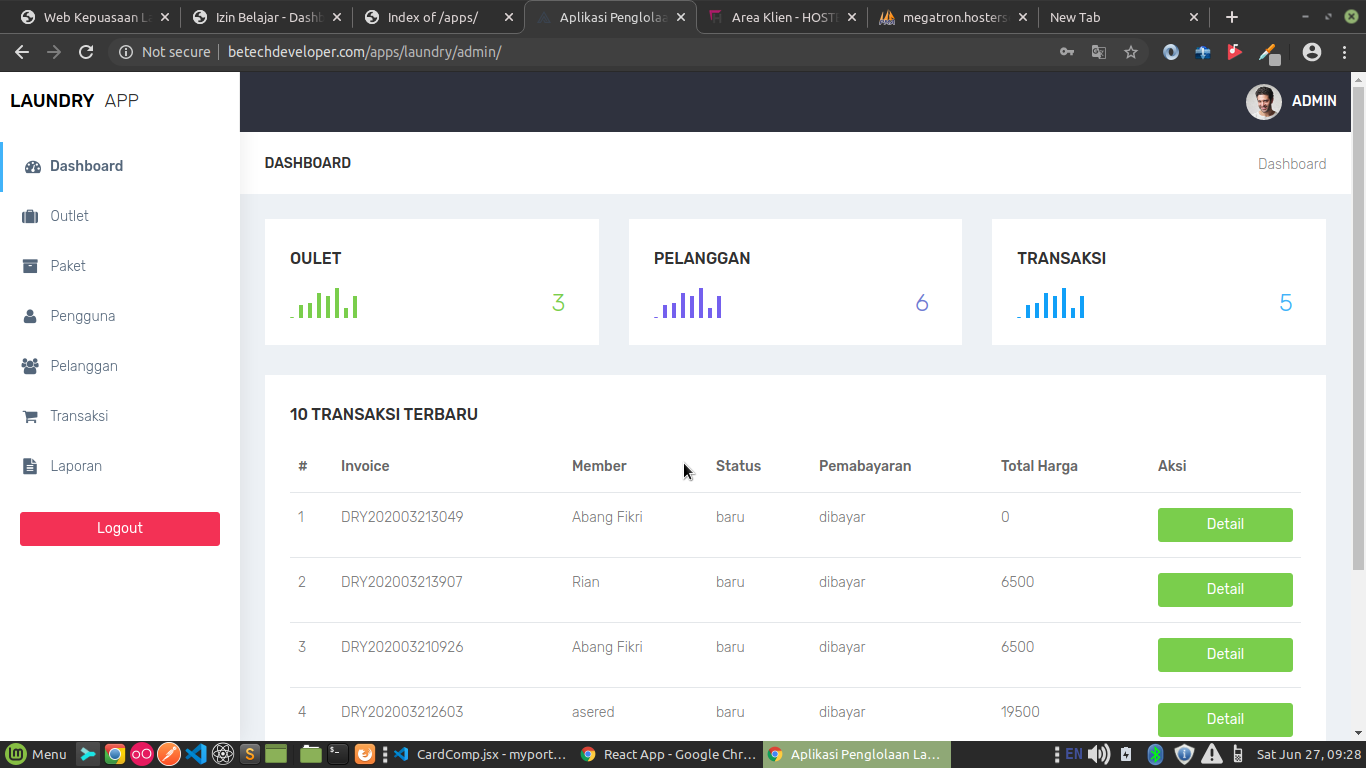 Web Kepuasaan La
Izin Belajar - Dashb
Index of /apps/
Aplikasi Penglolaa
Area Klien - HOSTE
megatron.hosters
New Tab
Not secure betechdeveloper.com/apps/laundry/admin/
LAUNDRY APP
ADMIN
Dashboard
Outlet
Paket
Pengguna
Pelanggan
Transaksi
Laporan
Logout
DASHBOARD
Dashboard
OULET
3
PELANGGAN
6
TRANSAKSI
5
10 TRANSAKSI TERBARU
# Invoice Member Status Pemabayaran Total Harga Aksi
1 DRY202003213049 Abang Fikri baru dibayar 0 Detail
2 DRY202003213907 Rian baru dibayar 6500 Detail
3 DRY202003210926 Abang Fikri baru dibayar 6500 Detail
4 DRY202003212603 asered baru dibayar 19500 Detail
Menu CardComp.jsx - myport... React App - Google Chr... Aplikasi Penglolaan La... EN Sat Jun 27, 09:28